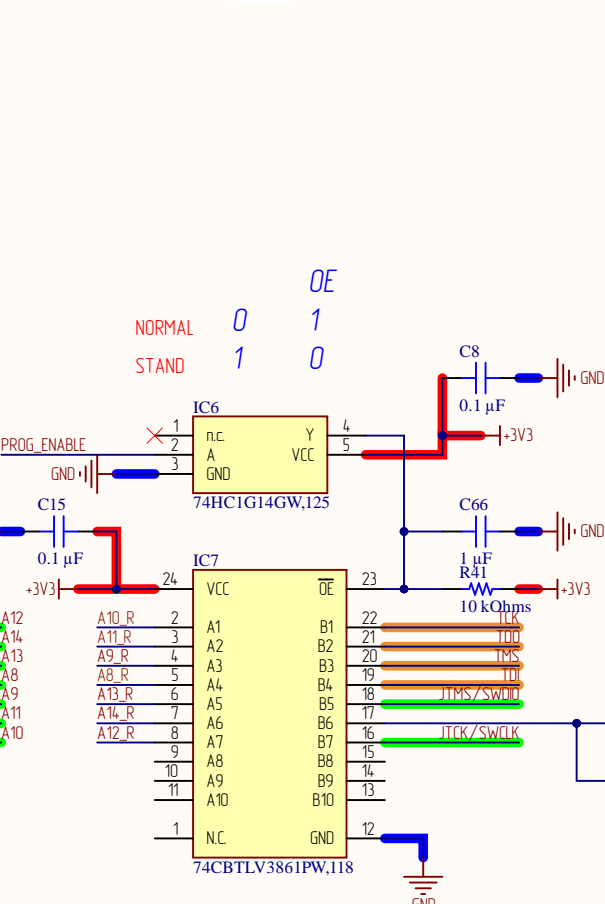 OE
NORMAL 0 1
STAND 1 0
C8
GND
0.1 µF
+3V3
IC6
1 n.c. Y 4
PROG_ENABLE 2 A VCC 5
GND 3 GND
74HC1G14GW,125
C15
0.1 µF
C66
GND
1 µF
IC7
R41
+3V3 24 VCC OE 23 +3V3
10 kOhms
A12 A10_R 2 A1 B1 22 TCK
A14 A11_R 3 A2 B2 21 TDO
A13 A9_R 4 A3 B3 20 TMS
A8 A8_R 5 A4 B4 19 TDI
A9 A13_R 6 A5 B5 18 JTMS/SWDIO
A11 A14_R 7 A6 B6 17
A10 A12_R 8 A7 B7 16 JTCK/SWCLK
9 A8 B8 15
10 A9 B9 14
11 A10 B10 13
1 N.C. GND 12
74CBTLV3861PW,118
GND